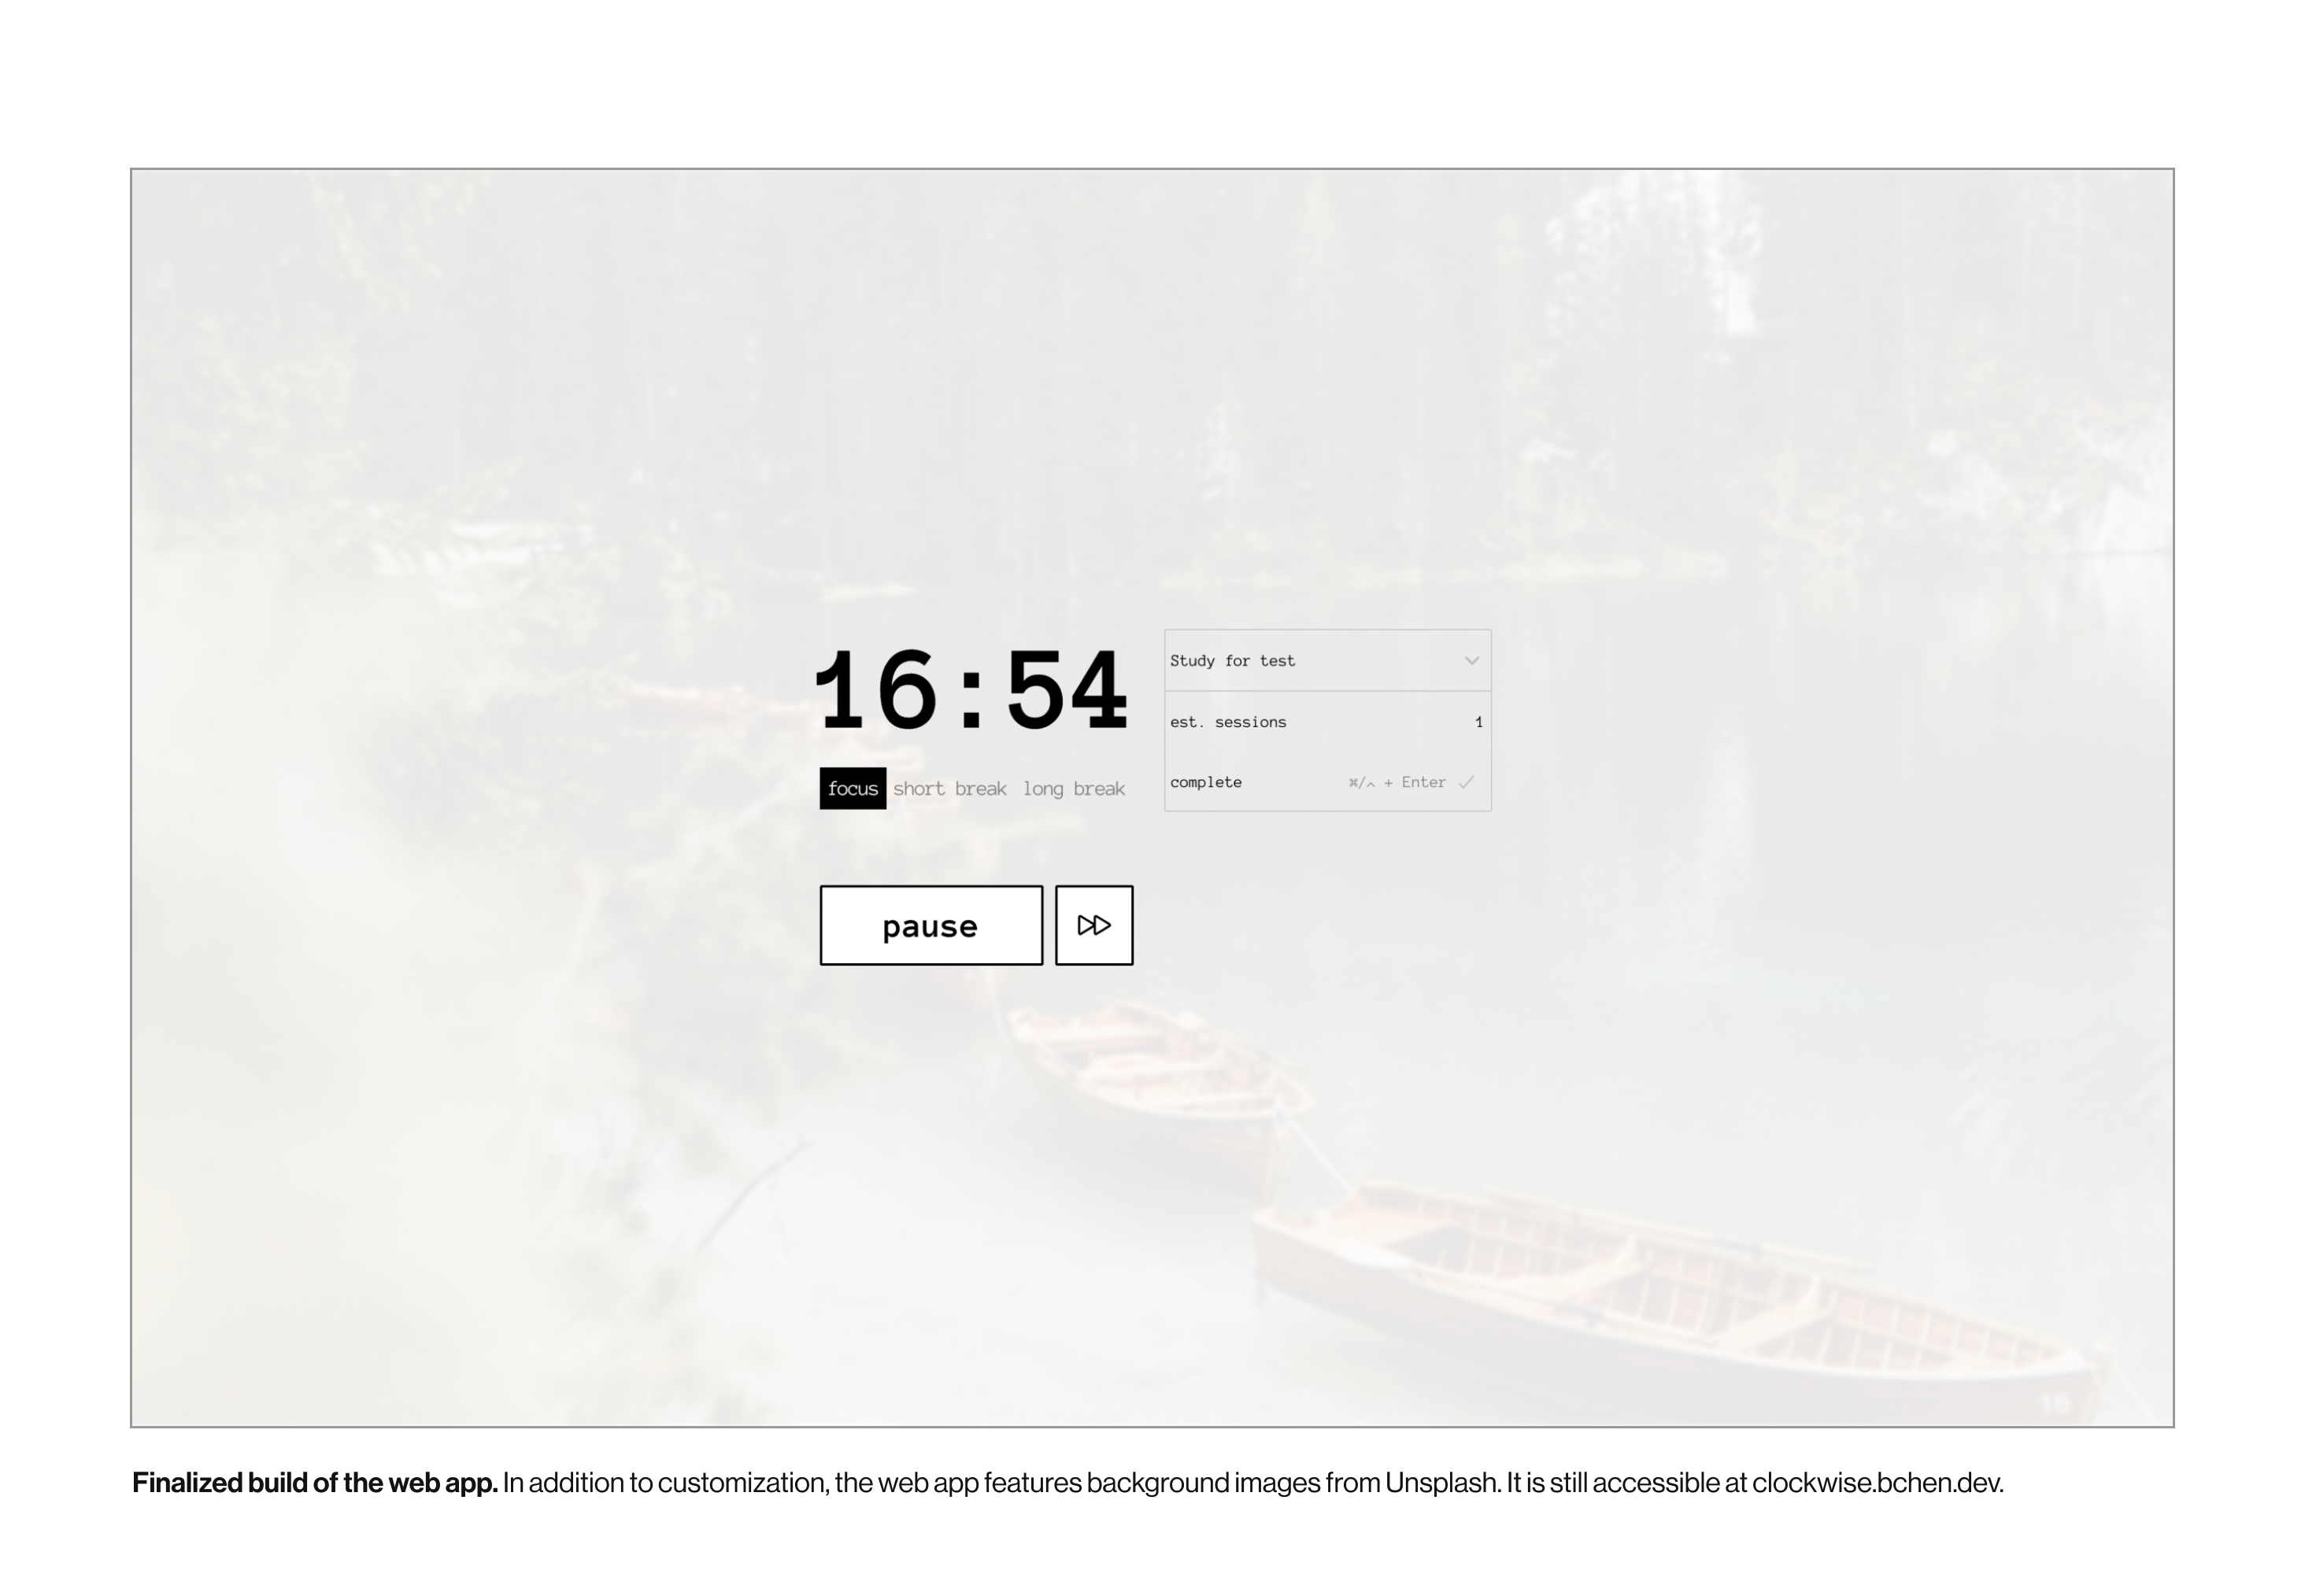 16:54
focus short break long break
Study for test
est. sessions 1
complete ⌘/^ + Enter
pause
16
Finalized build of the web app. In addition to customization, the web app features background images from Unsplash. It is still accessible at clockwise.bchen.dev.